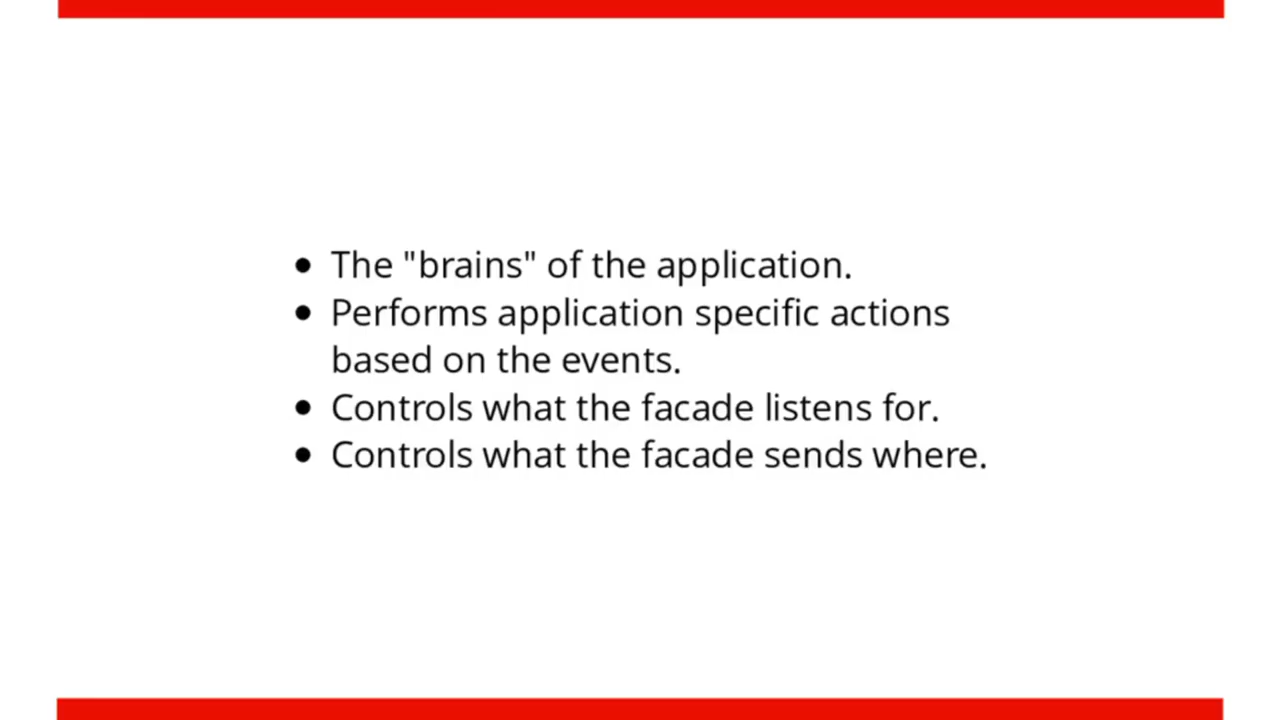 • The "brains" of the application.
• Performs application specific actions
based on the events.
• Controls what the facade listens for.
• Controls what the facade sends where.